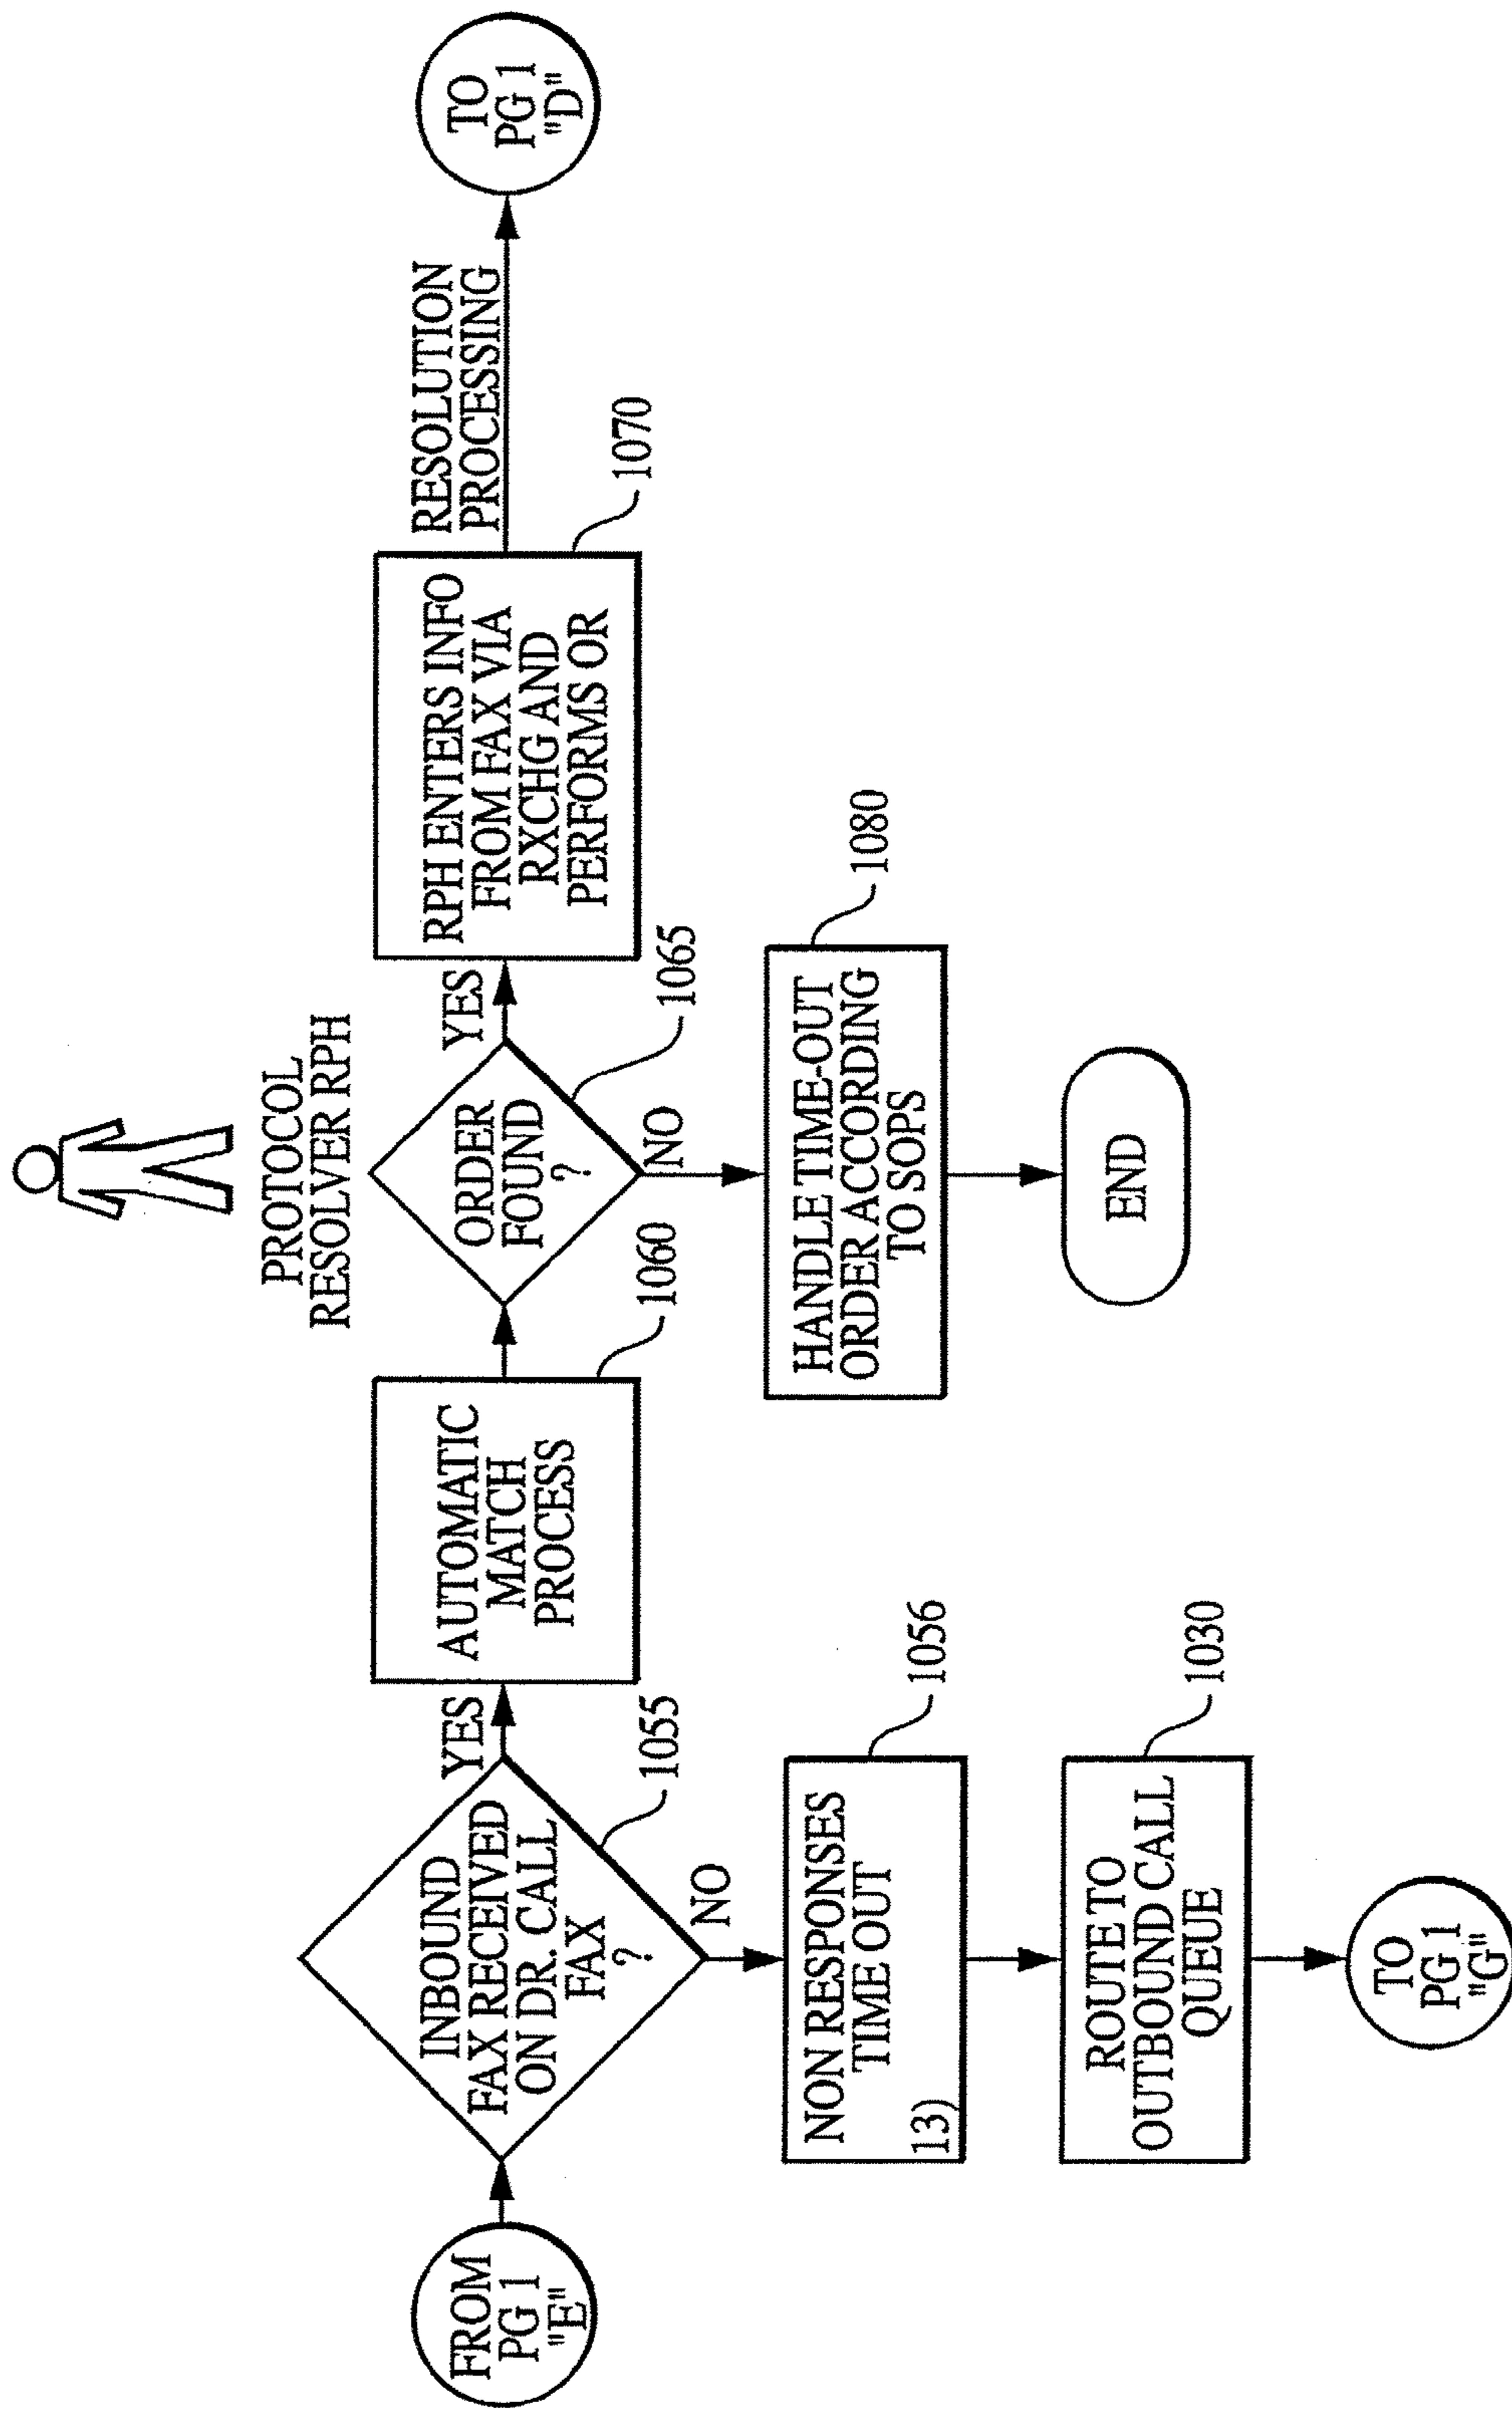 FROM
PG 1
"E"
INBOUND
FAX RECEIVED
ON DR. CALL
FAX
?
1055
YES
NO
AUTOMATIC
MATCH
PROCESS
1060
PROTOCOL
RESOLVER RPH
ORDER
FOUND
?
1065
YES
NO
RPH ENTERS INFO
FROM FAX VIA
RXCHG AND
PERFORMS OR
1070
RESOLUTION
PROCESSING
TO
PG 1
"D"
NON RESPONSES
TIME OUT
13)
1056
ROUTE TO
OUTBOUND CALL
QUEUE
1030
TO
PG 1
"G"
HANDLE TIME-OUT
ORDER ACCORDING
TO SOPS
1080
END